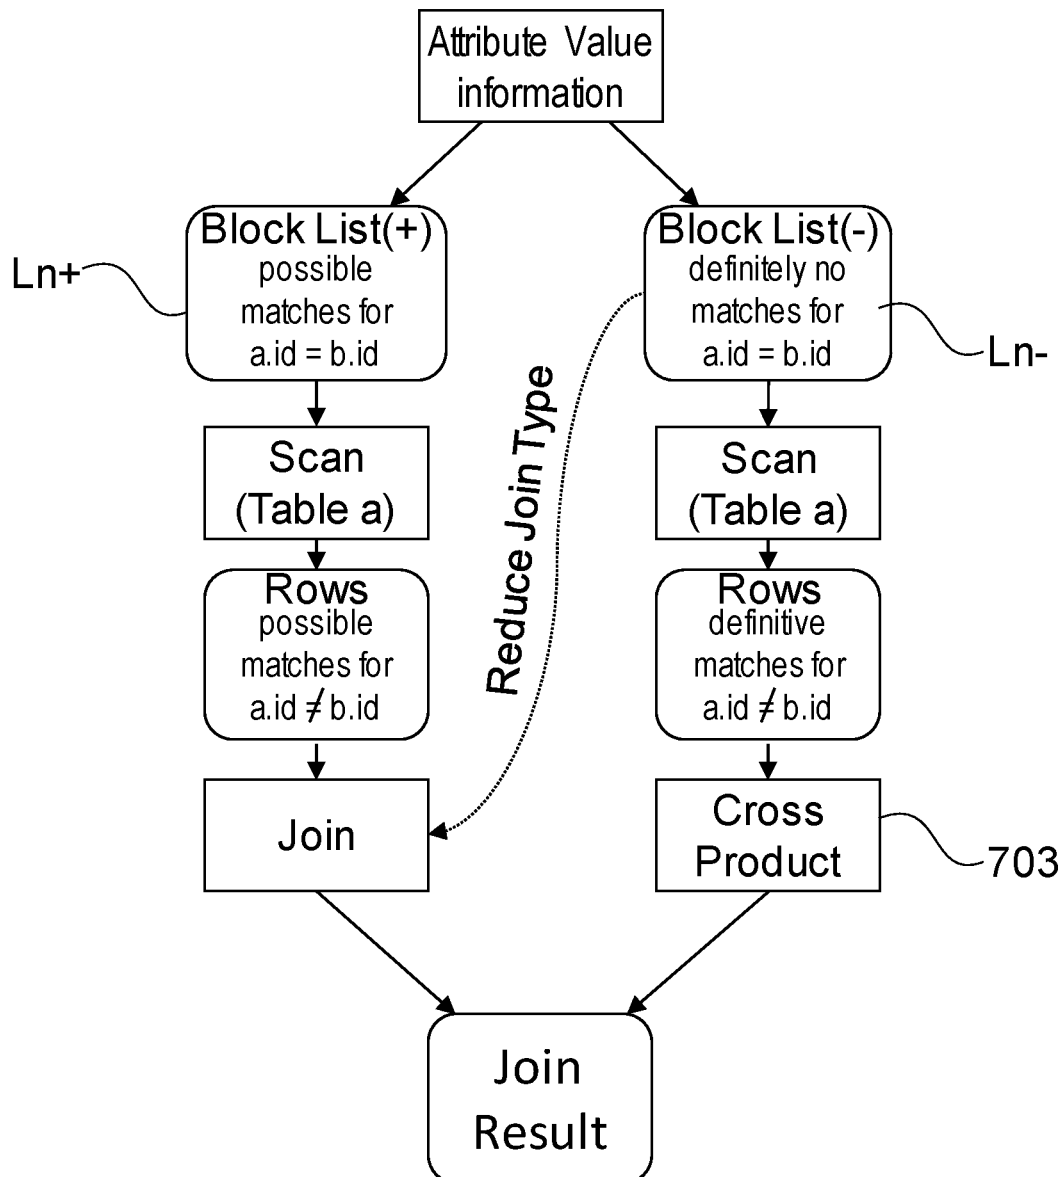 Attribute Value
information
Block List(+)
possible
matches for
a.id = b.id
Ln+
Block List(-)
definitely no
matches for
a.id = b.id
Ln-
Reduce Join Type
Scan
(Table a)
Scan
(Table a)
Rows
possible
matches for
a.id ≠ b.id
Rows
definitive
matches for
a.id ≠ b.id
Join
Cross
Product
703
Join
Result